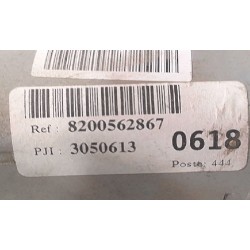 Ref : 8200562867
PJI : 3050613
0618
Poste: 444